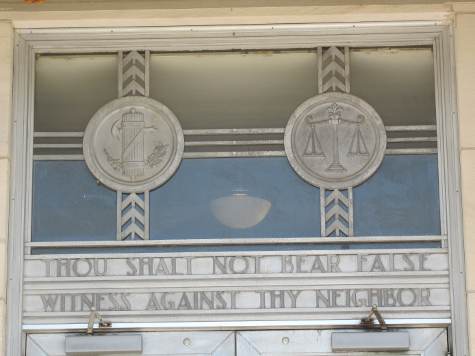 THOU SHALT NOT BEAR FALSE
WITNESS AGAINST THY NEIGHBOR